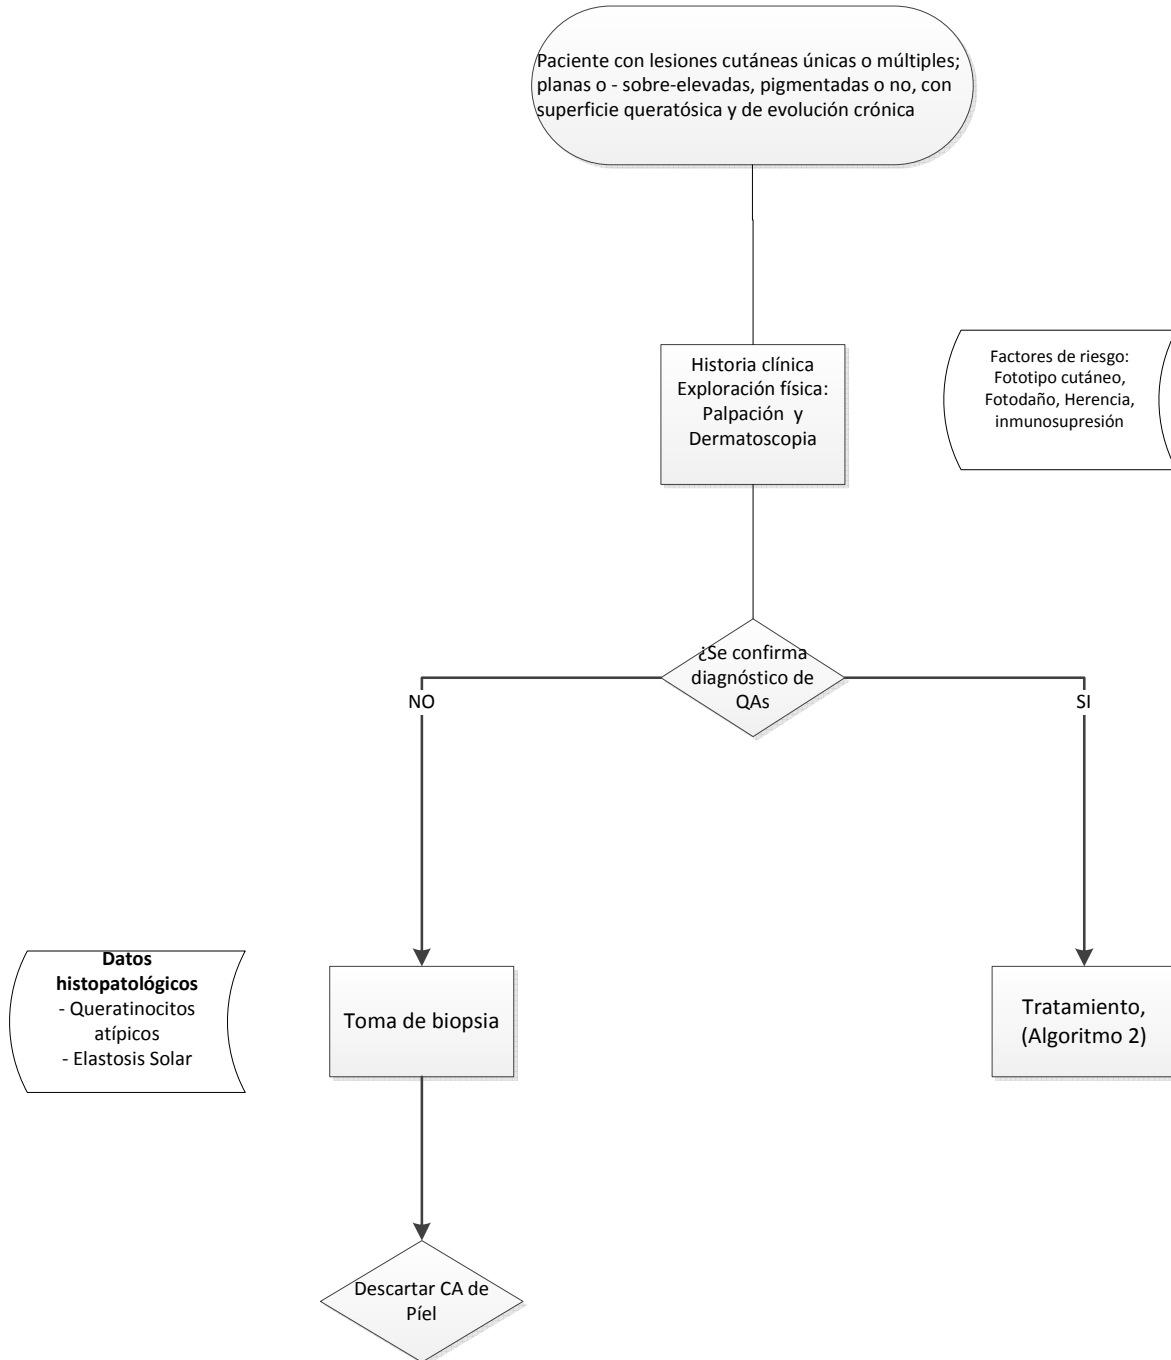 Paciente con lesiones cutáneas únicas o múltiples;
planas o - sobre-elevadas, pigmentadas o no, con
superficie queratósica y de evolución crónica
Historia clínica
Exploración física:
Palpación y
Dermatoscopia
Factores de riesgo:
Fototipo cutáneo,
Fotodaño, Herencia,
inmunosupresión
¿Se confirma
diagnóstico de
QAs
NO
SI
Datos
histopatológicos
- Queratinocitos
atípicos
- Elastosis Solar
Toma de biopsia
Tratamiento,
(Algoritmo 2)
Descartar CA de
Píel